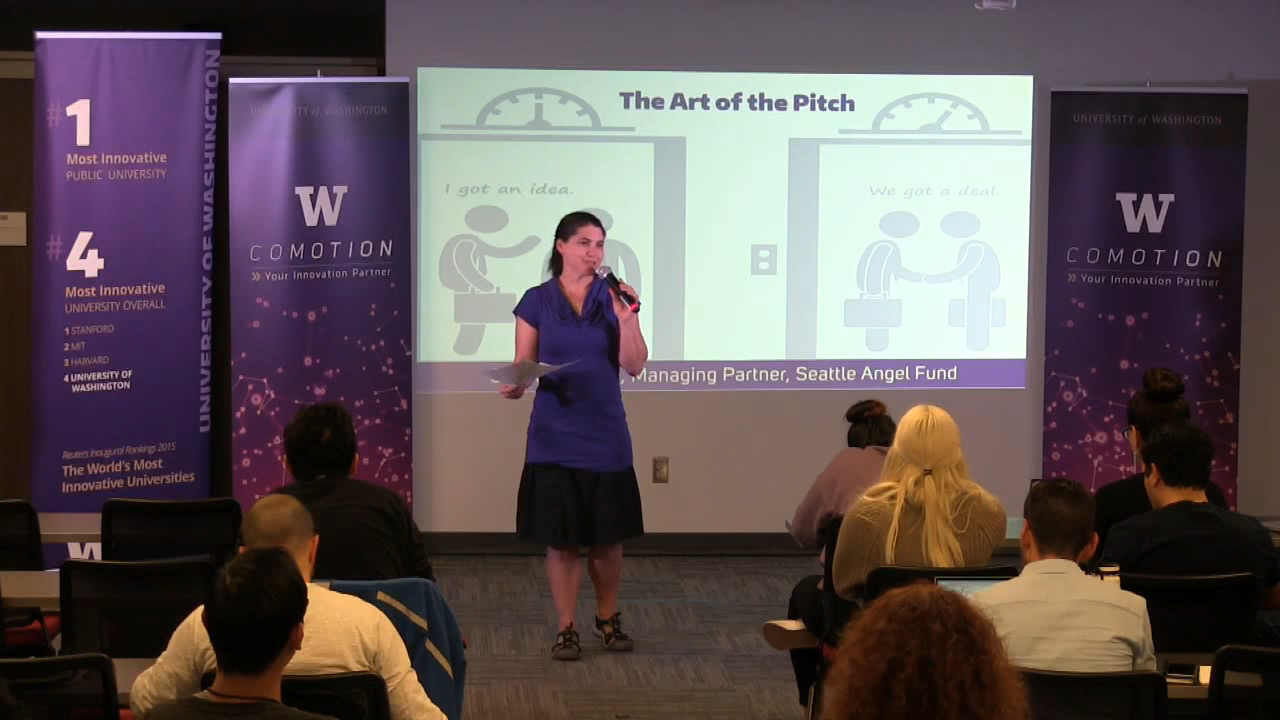 #1
Most Innovative
PUBLIC UNIVERSITY
#4
Most Innovative
UNIVERSITY OVERALL
1 STANFORD
2 MIT
3 HARVARD
4 UNIVERSITY OF
WASHINGTON
Reuters Inaugural Rankings 2015
The World's Most
Innovative Universities
UNIVERSITY OF WASHINGTON
W
UNIVERSITY of WASHINGTON
W
COMOTION
» Your Innovation Partner
The Art of the Pitch
I got an idea.
We got a deal.
Managing Partner, Seattle Angel Fund
UNIVERSITY of WASHINGTON
W
COMOTION
» Your Innovation Partner